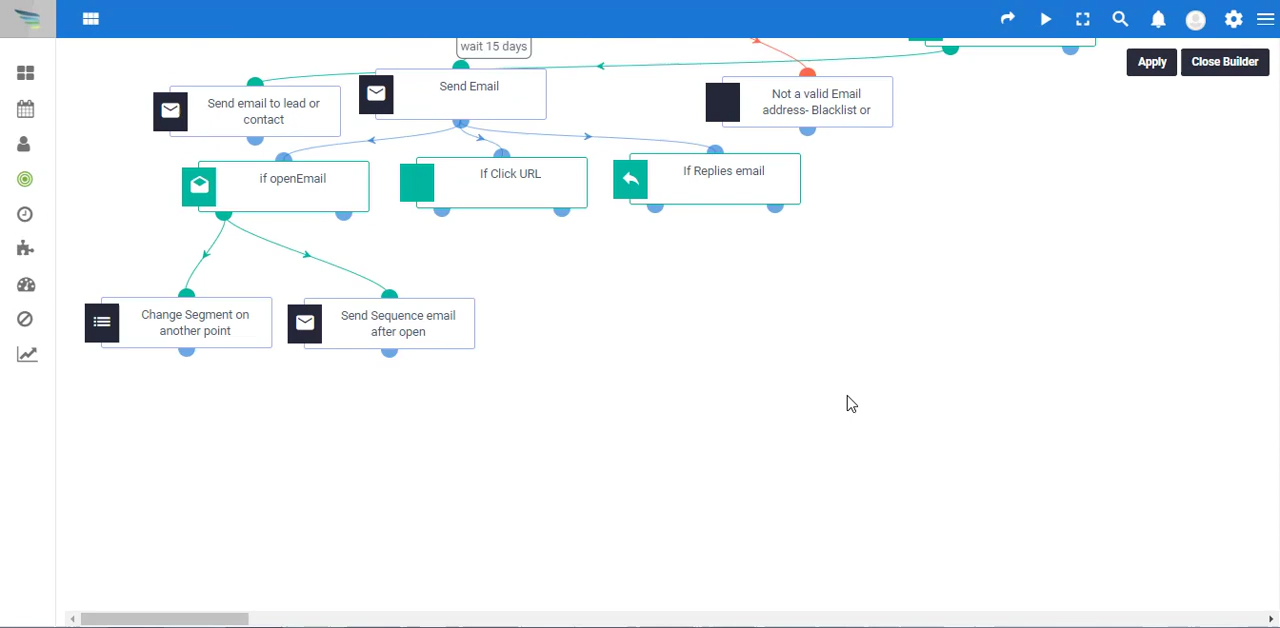 wait 15 days
Apply
Close Builder
Send email to lead or
contact
Send Email
Not a valid Email
address- Blacklist or
if openEmail
If Click URL
If Replies email
Change Segment on
another point
Send Sequence email
after open